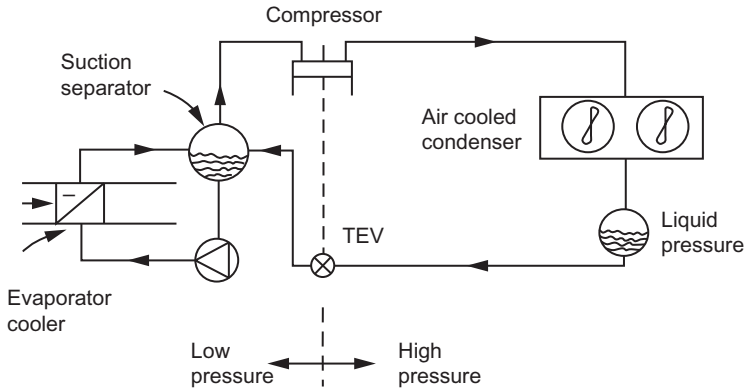 Compressor
Suction
separator
Air cooled
condenser
TEV
Liquid
pressure
Evaporator
cooler
Low
pressure
High
pressure